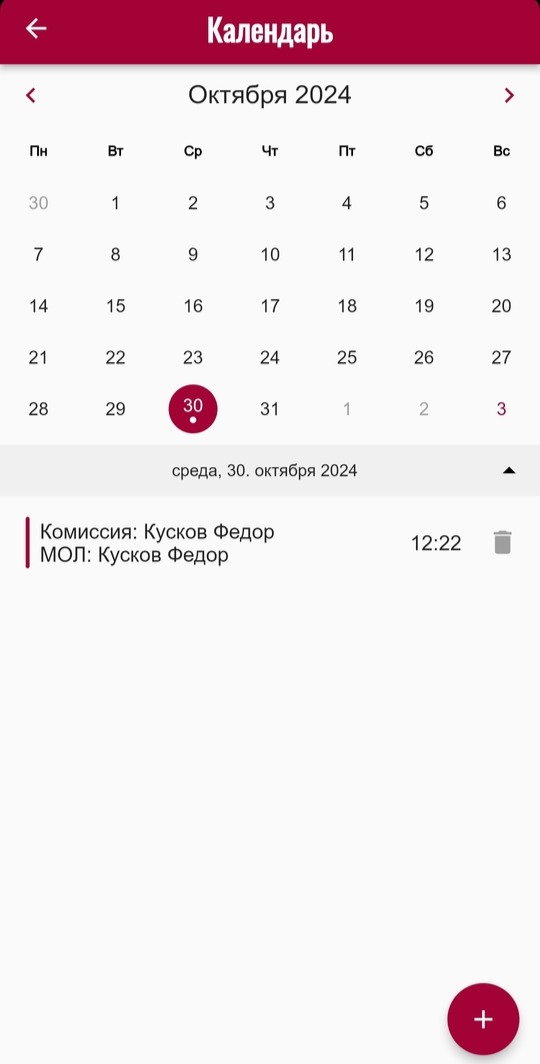 Календарь
Октября 2024
Пн Вт Ср Чт Пт Сб Вс
30 1 2 3 4 5 6
7 8 9 10 11 12 13
14 15 16 17 18 19 20
21 22 23 24 25 26 27
28 29 30 31 1 2 3
среда, 30. октября 2024
Комиссия: Кусков Федор
МОЛ: Кусков Федор
12:22